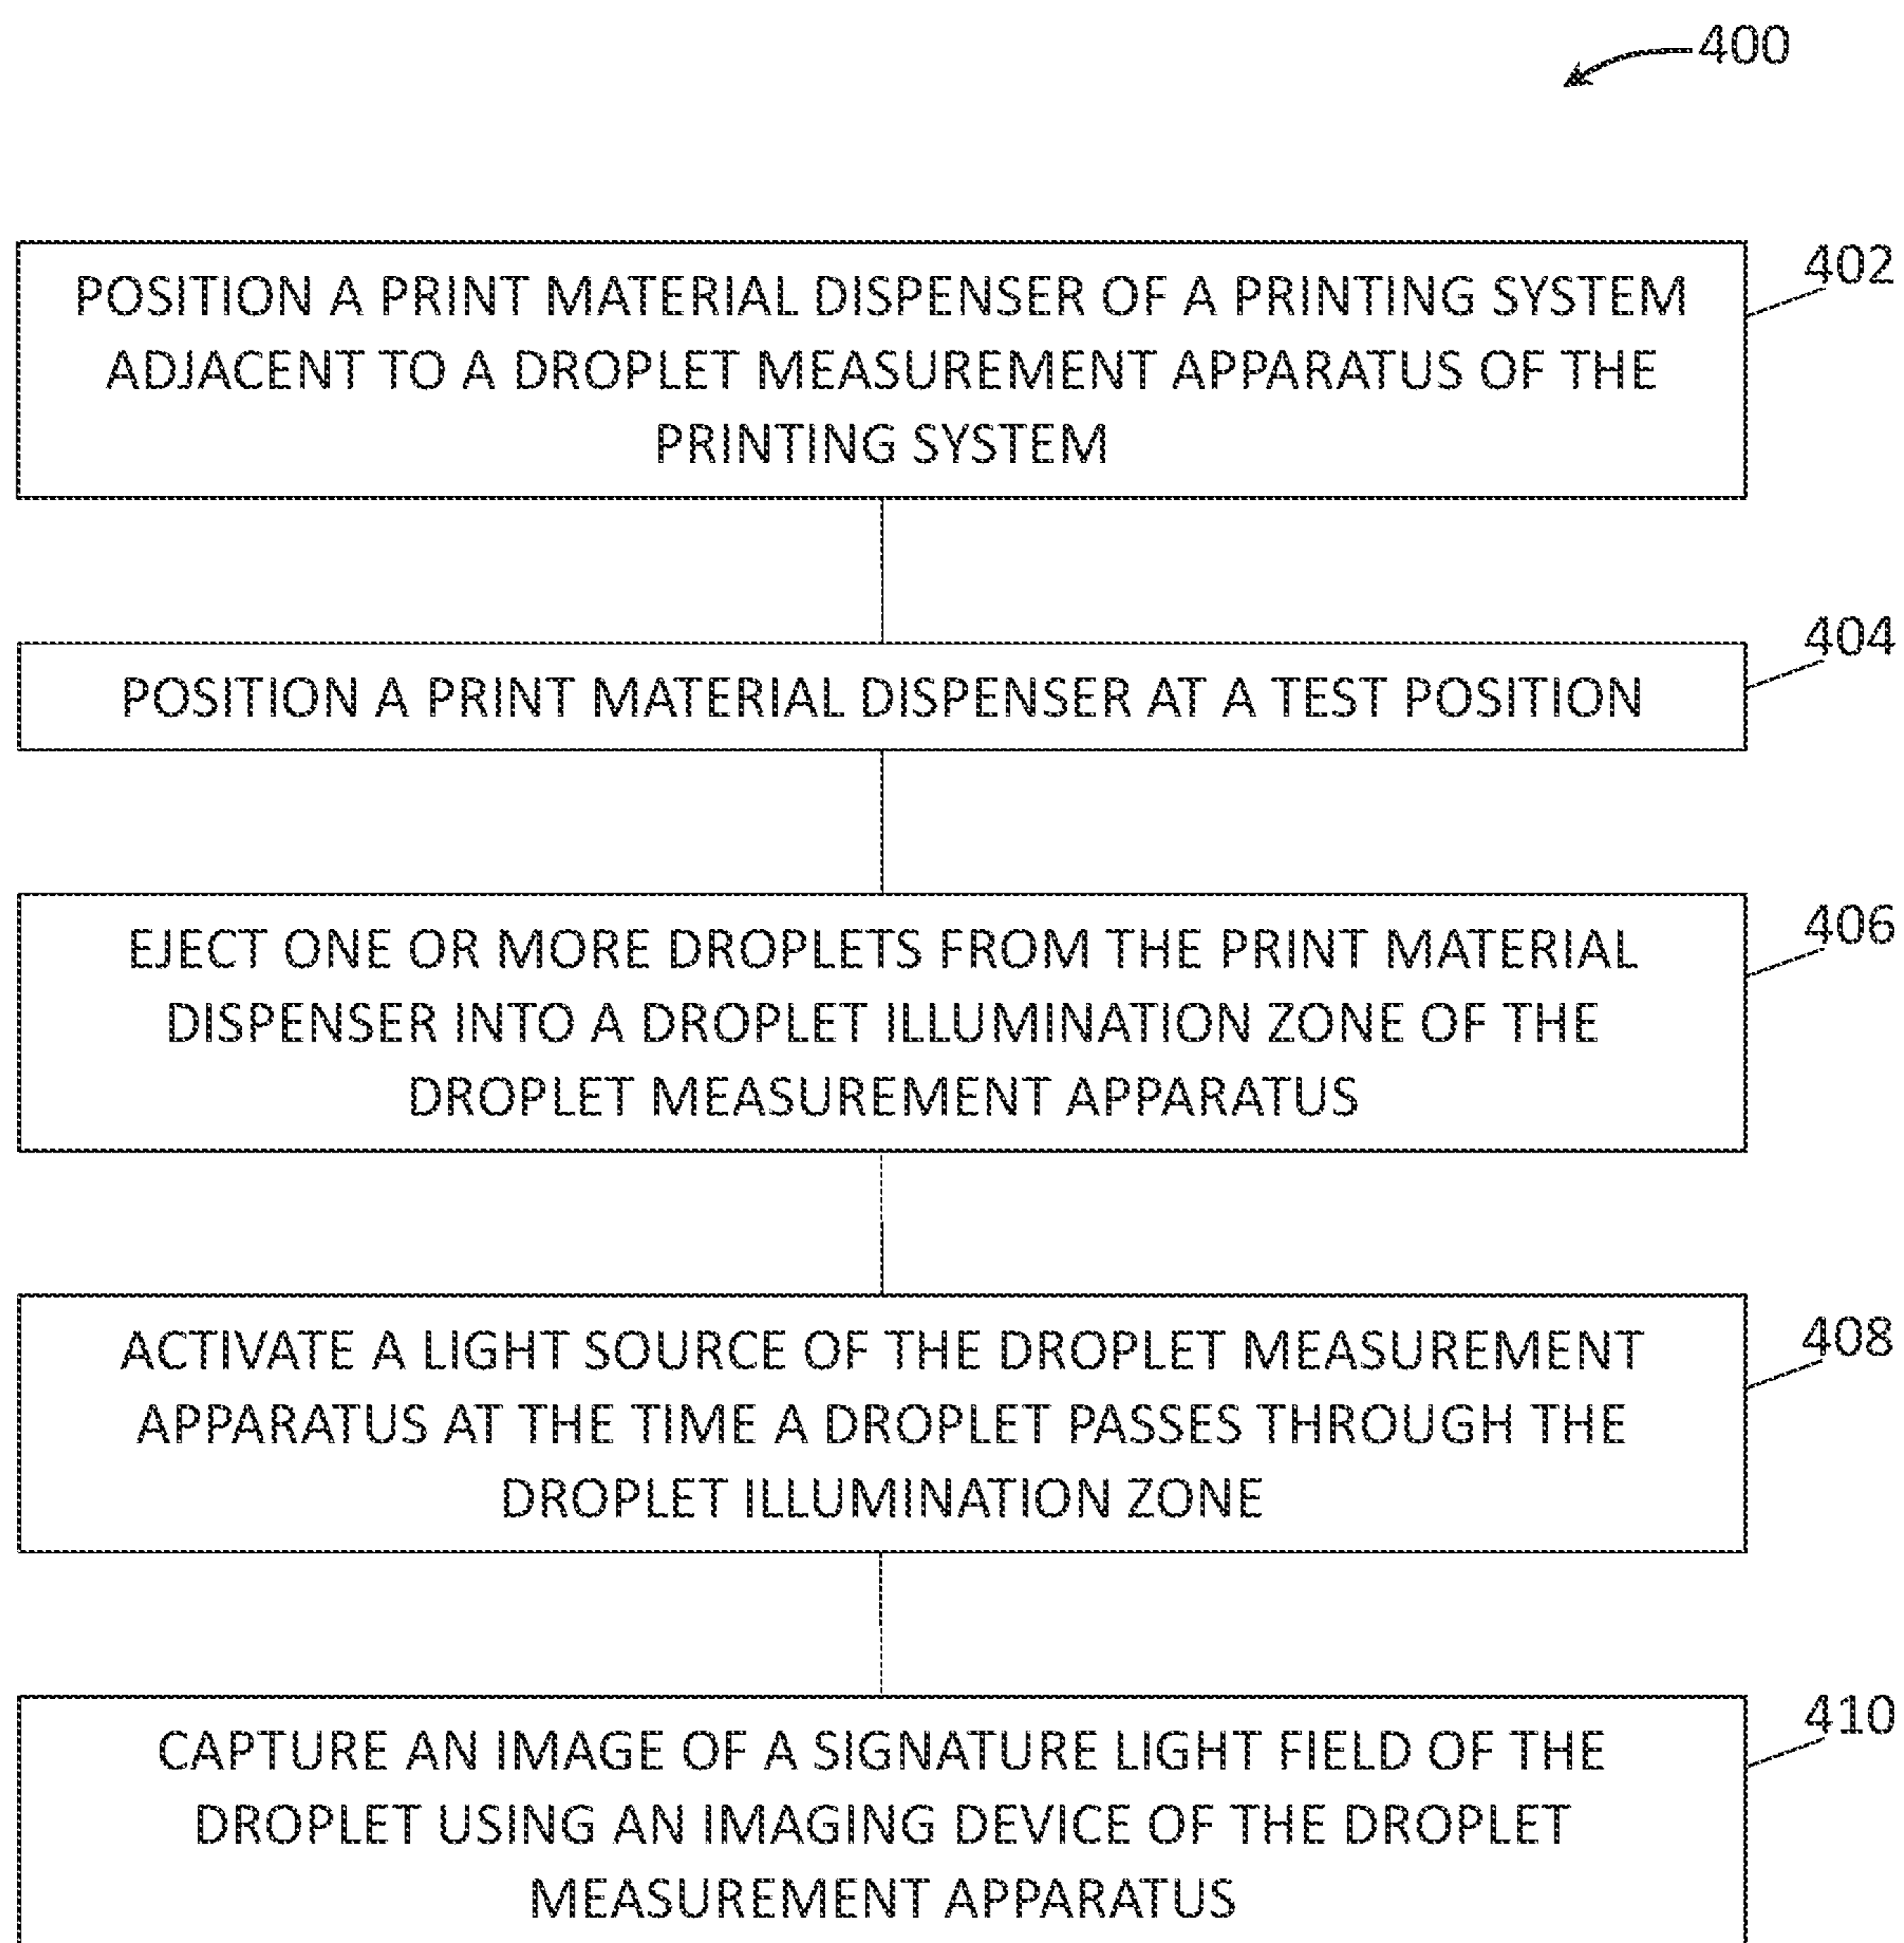 400
402
POSITION A PRINT MATERIAL DISPENSER OF A PRINTING SYSTEM
ADJACENT TO A DROPLET MEASUREMENT APPARATUS OF THE
PRINTING SYSTEM
404
POSITION A PRINT MATERIAL DISPENSER AT A TEST POSITION
406
EJECT ONE OR MORE DROPLETS FROM THE PRINT MATERIAL
DISPENSER INTO A DROPLET ILLUMINATION ZONE OF THE
DROPLET MEASUREMENT APPARATUS
408
ACTIVATE A LIGHT SOURCE OF THE DROPLET MEASUREMENT
APPARATUS AT THE TIME A DROPLET PASSES THROUGH THE
DROPLET ILLUMINATION ZONE
410
CAPTURE AN IMAGE OF A SIGNATURE LIGHT FIELD OF THE
DROPLET USING AN IMAGING DEVICE OF THE DROPLET
MEASUREMENT APPARATUS